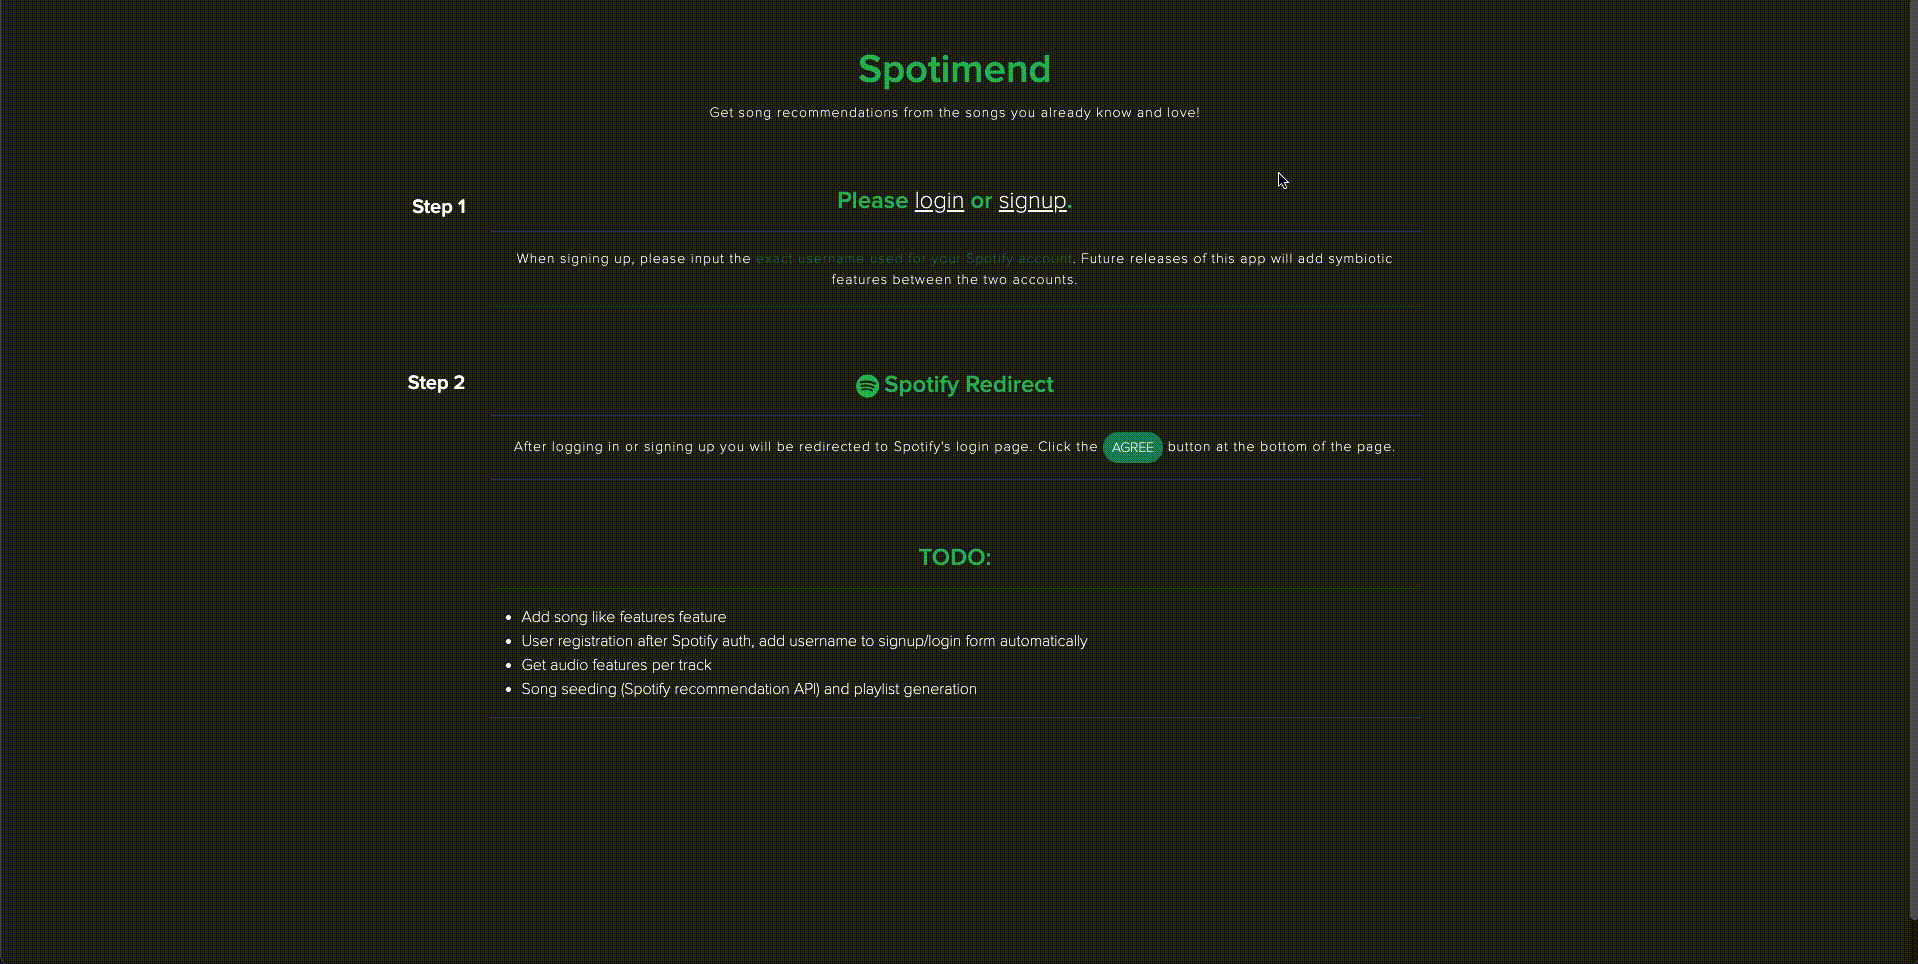 Spotimend
Get song recommendations from the songs you already know and love!
Step 1
Please login or signup.
When signing up, please input the exact username used for your Spotify account. Future releases of this app will add symbiotic
features between the two accounts.
Step 2
Spotify Redirect
After logging in or signing up you will be redirected to Spotify's login page. Click the AGREE button at the bottom of the page.
TODO:
• Add song like features feature
• User registration after Spotify auth, add username to signup/login form automatically
• Get audio features per track
• Song seeding (Spotify recommendation API) and playlist generation